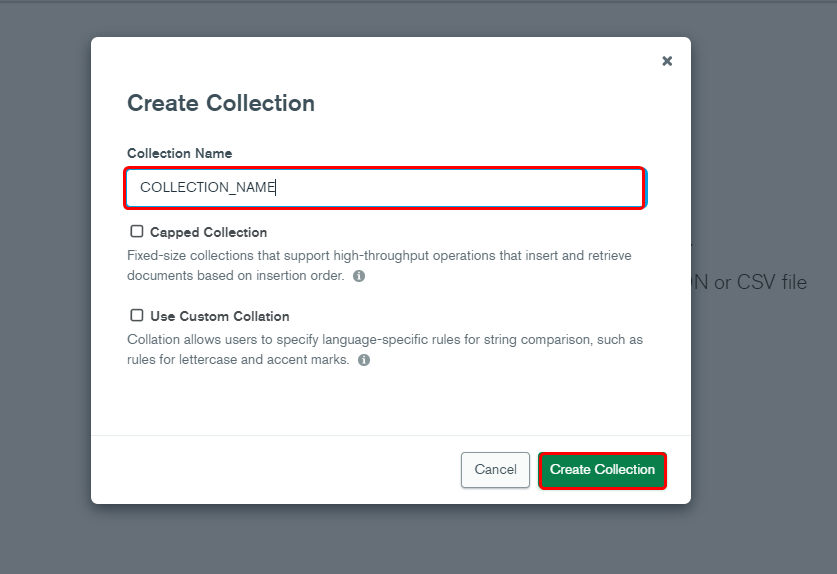 Create Collection
Collection Name
COLLECTION_NAME
Capped Collection
Fixed-size collections that support high-throughput operations that insert and retrieve
documents based on insertion order.
N or CSV file
Use Custom Collation
Collation allows users to specify language-specific rules for string comparison, such as
rules for lettercase and accent marks.
Cancel
Create Collection